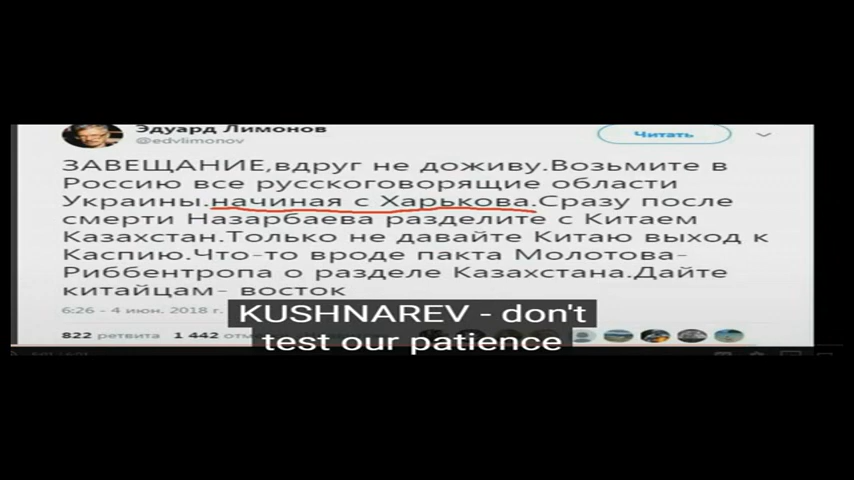 Эдуард Лимонов
@edvlimonov
Читать
ЗАВЕЩАНИЕ,вдруг не доживу.Возьмите в
Россию все русскоговорящие области
Украины.начиная с Харькова.Сразу после
смерти Назарбаева разделите с Китаем
Казахстан.Только не давайте Китаю выход к
Каспию.Что-то вроде пакта Молотова-
Риббентропа о разделе Казахстана.Дайте
китайцам- восток
6:26 - 4 июн. 2018 г.
KUSHNAREV - don't
822 ретвита 1 442
test our patience